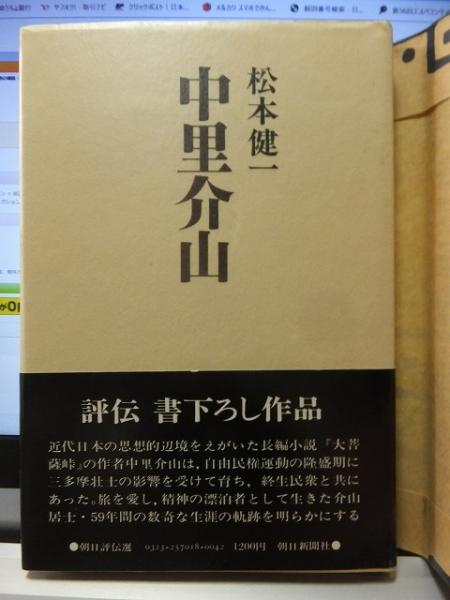 松本健一
中里介山
評伝 書下ろし作品
近代日本の思想的辺境をえがいた長編小説『大菩
薩峠』の作者中里介山は、自由民権運動の隆盛期に
三多摩壮士の影響を受けて育ち、終生民衆と共に
あった。旅を愛し、精神の漂泊者として生きた介山
居士・59年間の数奇な生涯の軌跡を明らかにする
●朝日評伝選 0323-257018-0042 1200円 朝日新聞社●